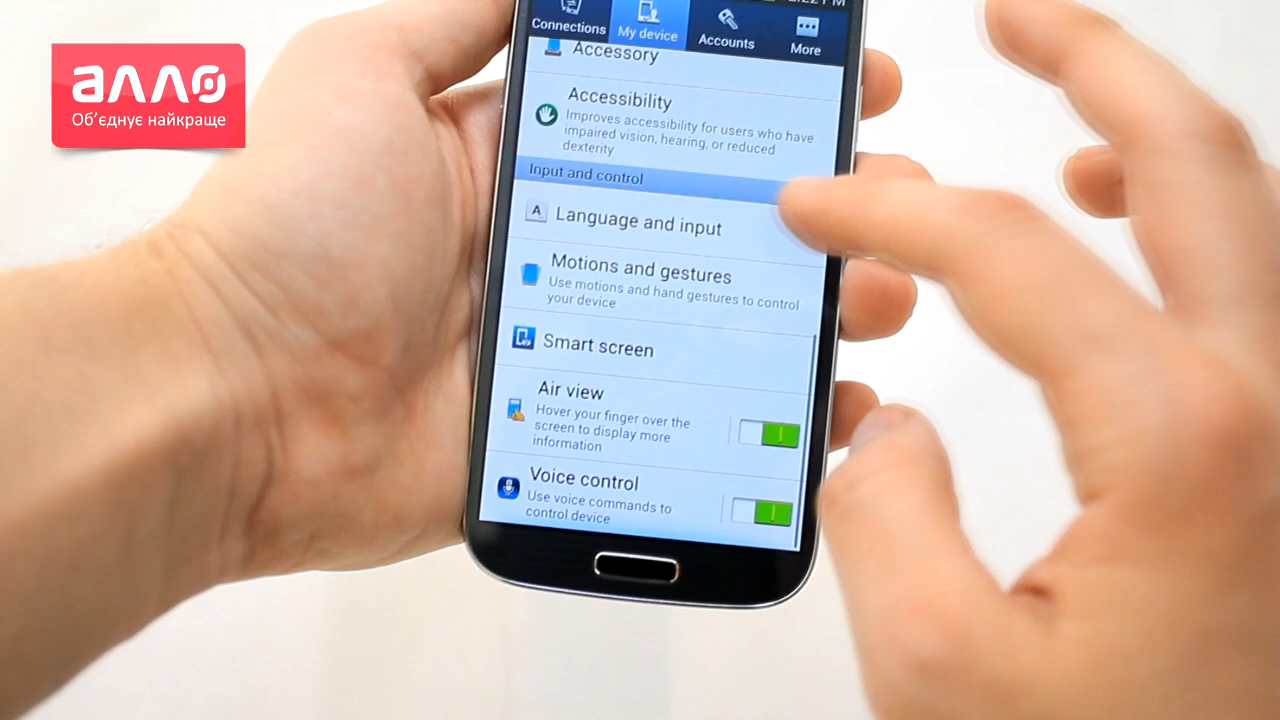 алло
Об'єднує найкраще
Connections
My device
Accounts
More
Accessory
Accessibility
Improves accessibility for users who have
impaired vision, hearing, or reduced
dexterity
Input and control
A
Language and input
Motions and gestures
Use motions and hand gestures to control
your device
Smart screen
Air view
Hover your finger over the
screen to display more
information
Voice control
Use voice commands to
control device